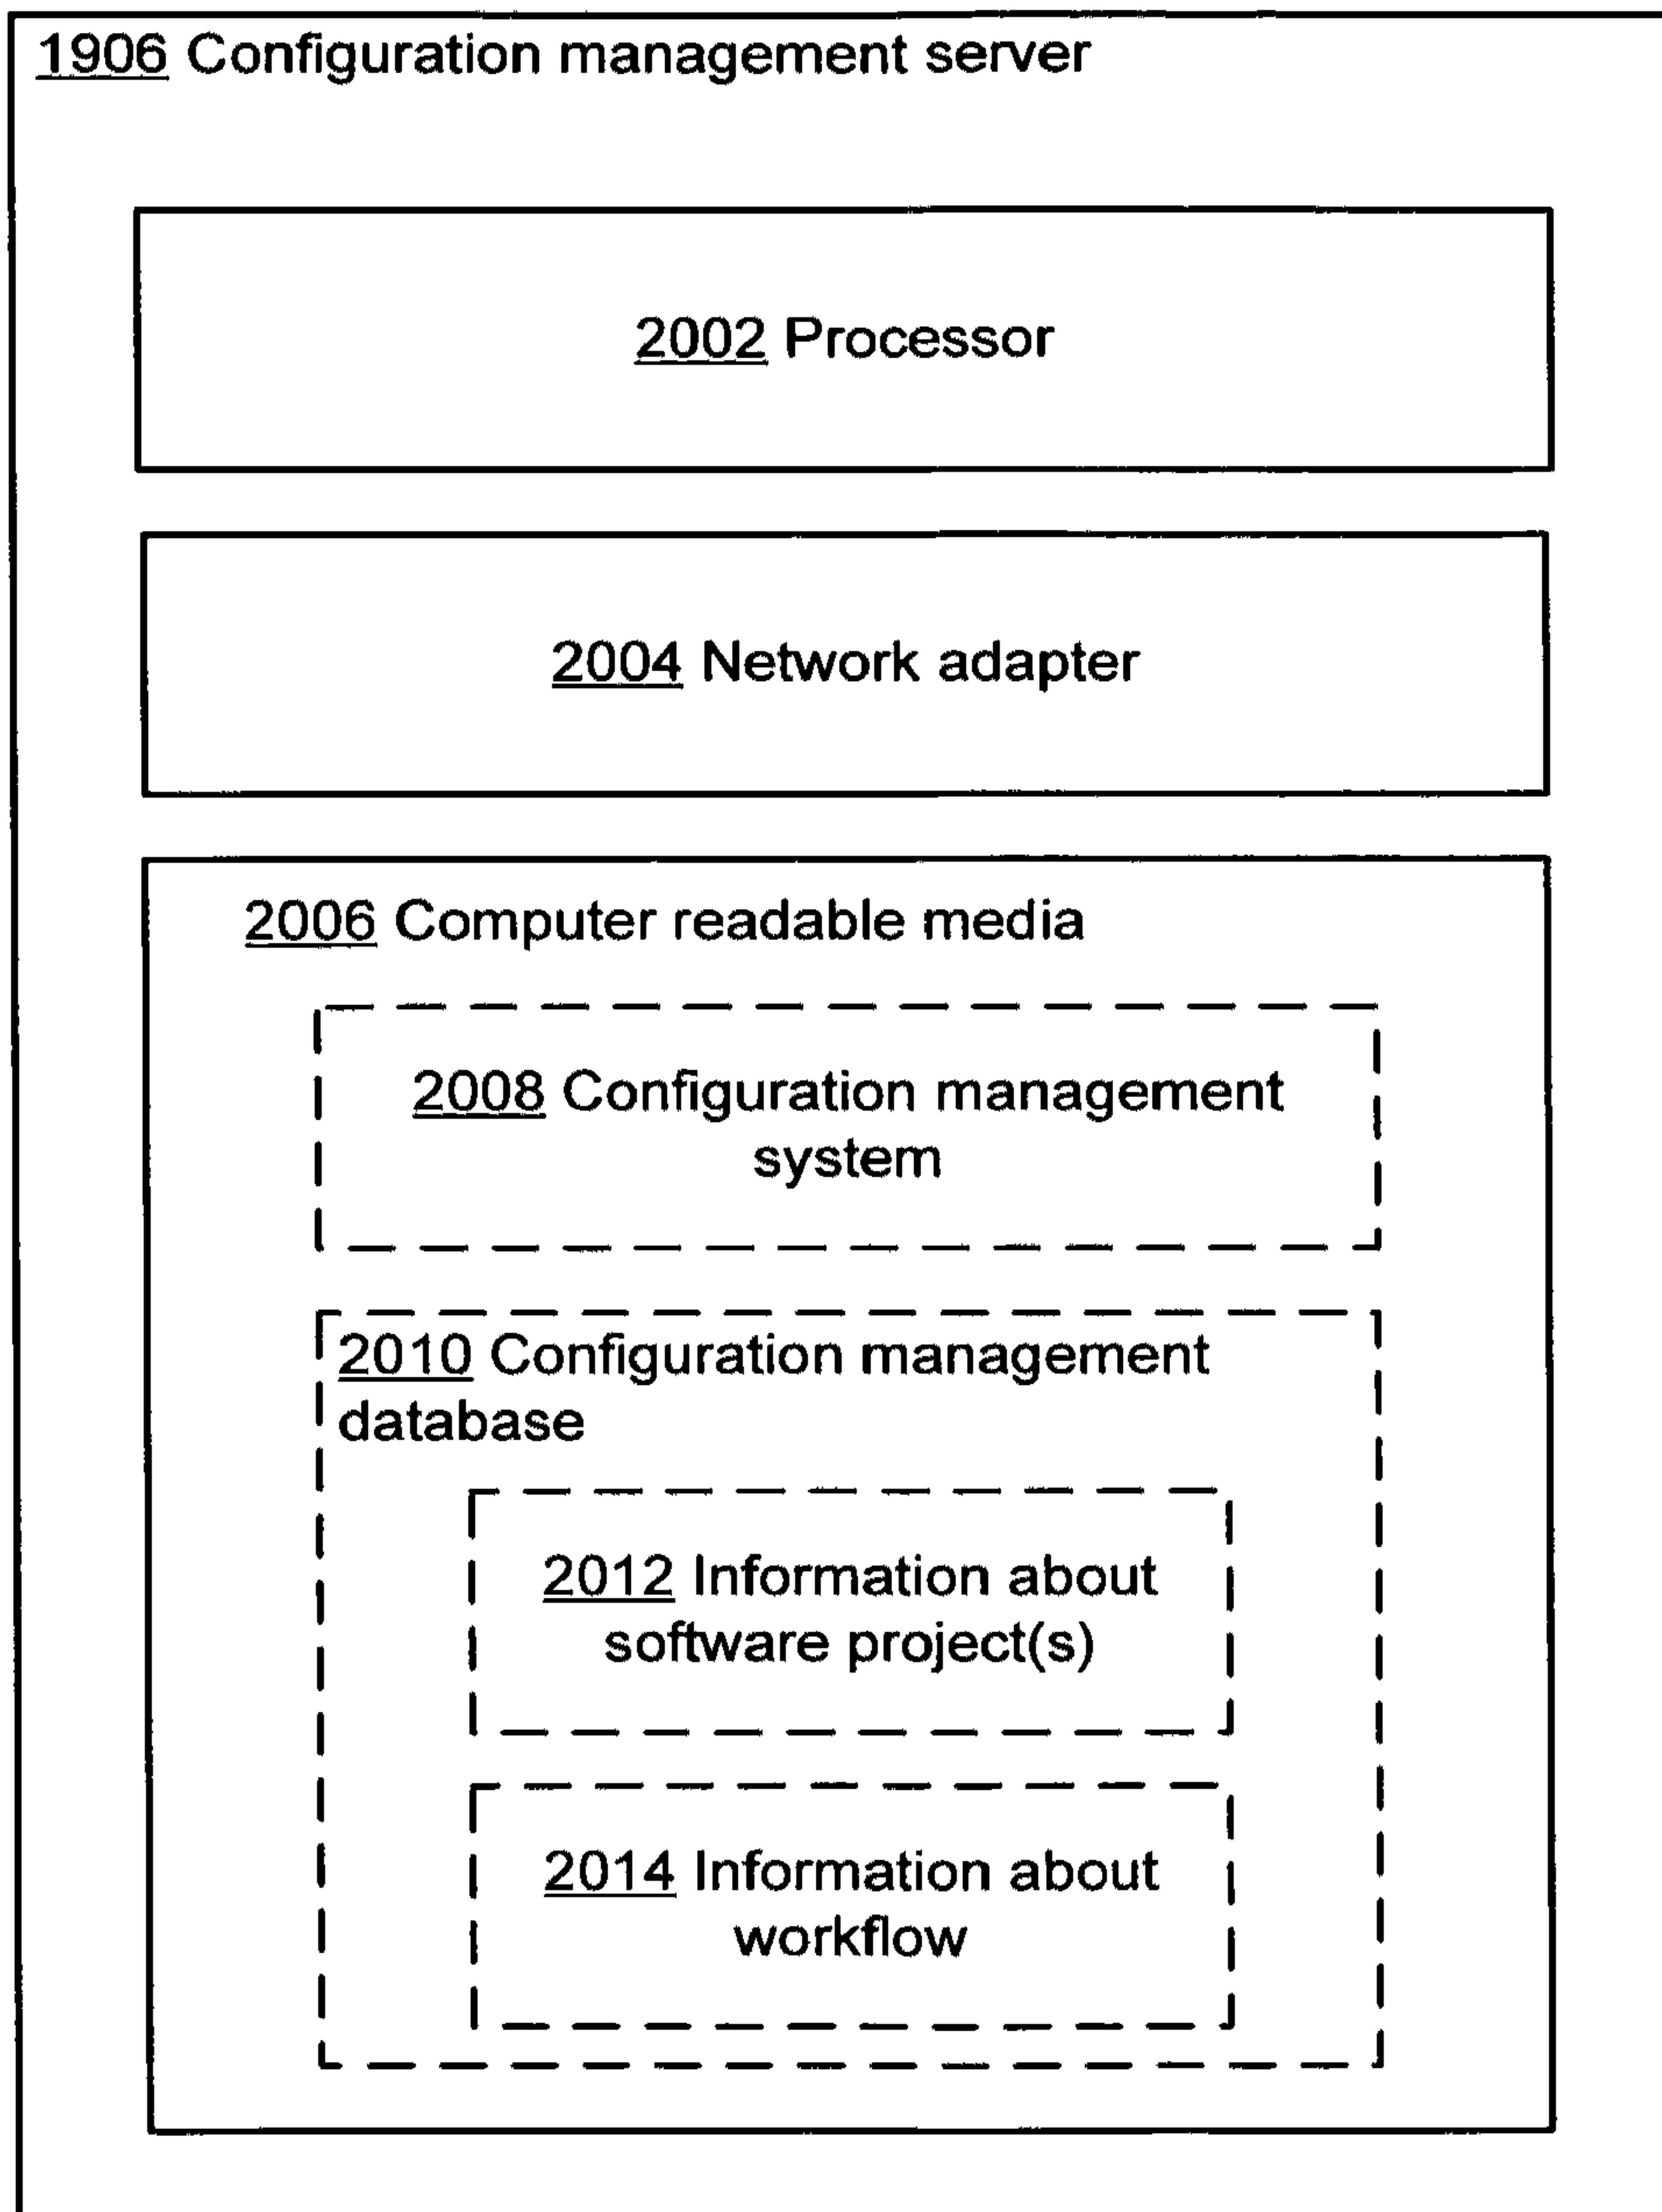 1906 Configuration management server
2002 Processor
2004 Network adapter
2006 Computer readable media
2008 Configuration management
system
2010 Configuration management
database
2012 Information about
software project(s)
2014 Information about
workflow